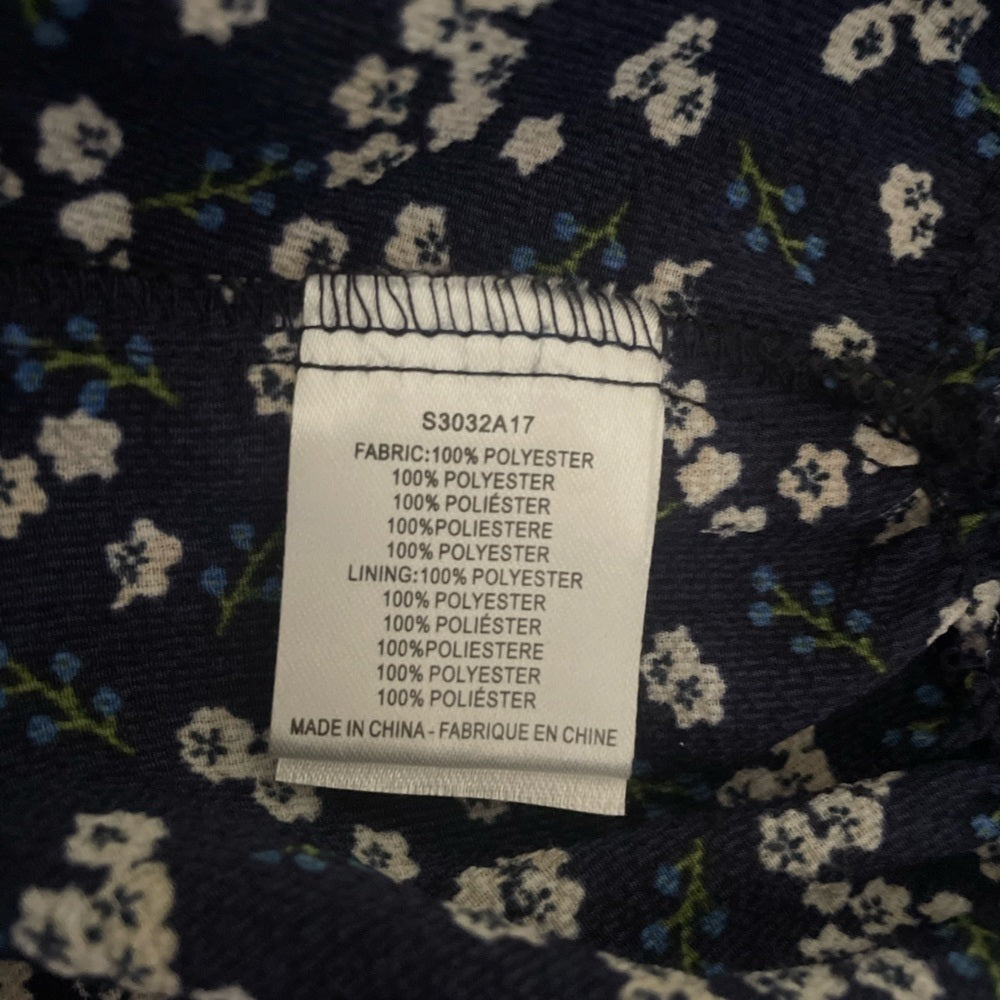 S3032A17
FABRIC:100% POLYESTER
100% POLYESTER
100% POLIÉSTER
100%POLIESTERE
100% POLYESTER
LINING:100% POLYESTER
100% POLYESTER
100% POLIÉSTER
100%POLIESTERE
100% POLYESTER
100% POLIÉSTER
MADE IN CHINA - FABRIQUE EN CHINE